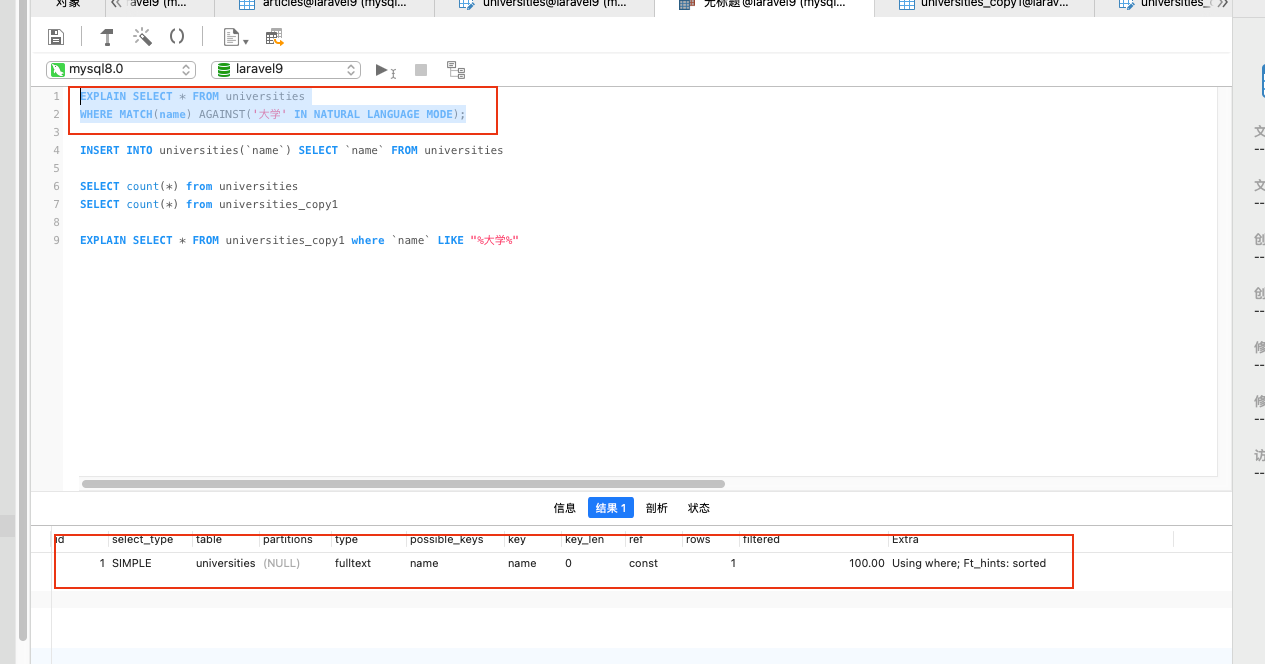 对象 ravel9 (m... articles@laravel9 (mysql... universities@laravel9 (m... 无标题@laravel9 (mysql... universities_copy1@larav... universities_
mysql8.0 laravel9
1 EXPLAIN SELECT * FROM universities
2 WHERE MATCH(name) AGAINST('大学' IN NATURAL LANGUAGE MODE);
3
4 INSERT INTO universities(`name`) SELECT `name` FROM universities
5
6 SELECT count(*) from universities
7 SELECT count(*) from universities_copy1
8
9 EXPLAIN SELECT * FROM universities_copy1 where `name` LIKE "%大学%"
文
--
文
--
创
--
创
--
修
--
修
--
访
--
信息 结果 1 剖析 状态
id select_type table partitions type possible_keys key key_len ref rows filtered Extra
1 SIMPLE universities (NULL) fulltext name name 0 const 1 100.00 Using where; Ft_hints: sorted